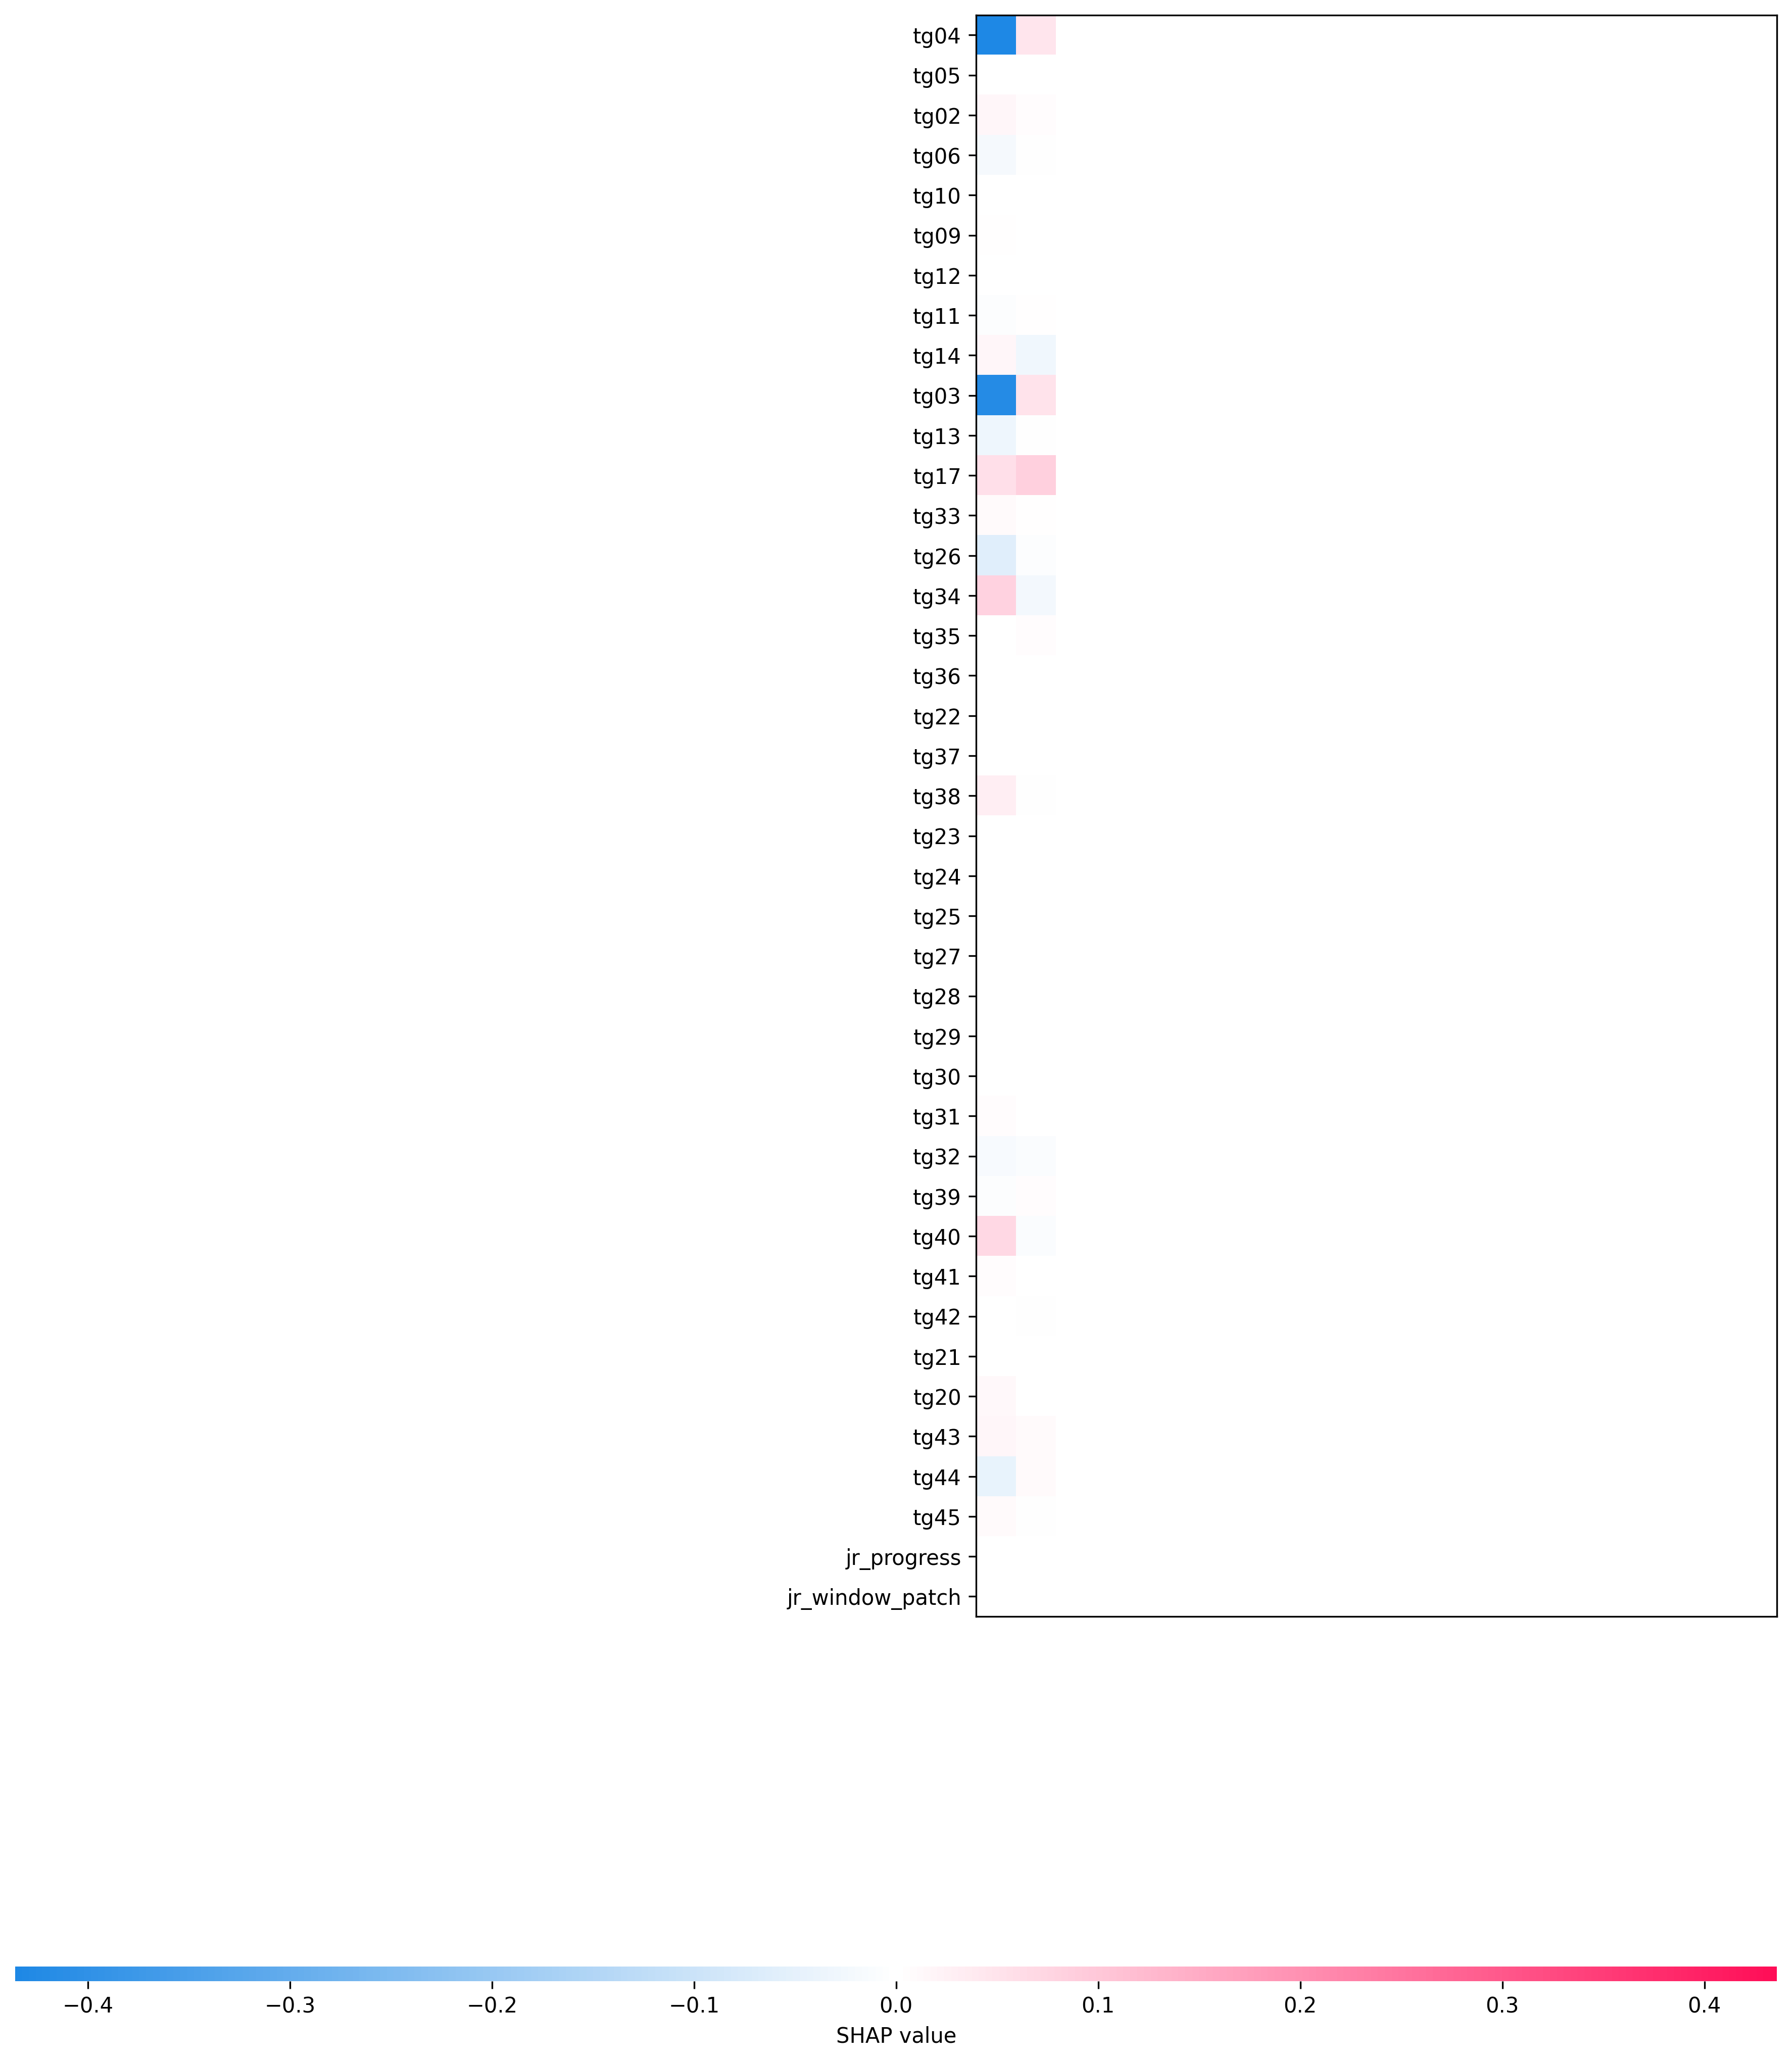 tg04
tg05
tg02
tg06
tg10
tg09
tg12
tg11
tg14
tg03
tg13
tg17
tg33
tg26
tg34
tg35
tg36
tg22
tg37
tg38
tg23
tg24
tg25
tg27
tg28
tg29
tg30
tg31
tg32
tg39
tg40
tg41
tg42
tg21
tg20
tg43
tg44
tg45
jr_progress
jr_window_patch
−0.4 −0.3 −0.2 −0.1 0.0 0.1 0.2 0.3 0.4
SHAP value